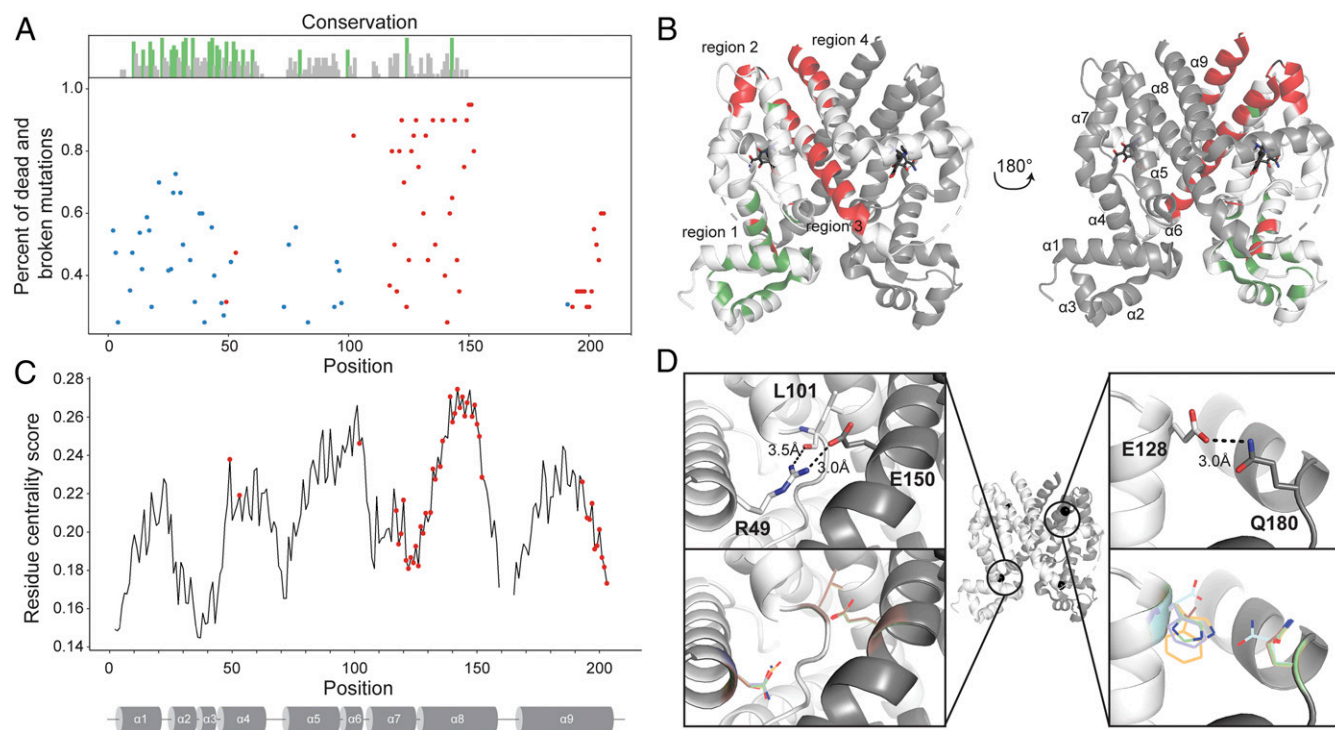 A
Conservation
Percent of dead and
broken mutations
1.0
0.8
0.6
0.4
0
50
100
150
200
Position
B
region 2
region 4
region 1
region 3
180°
α9
α8
α7
α5
α4
α6
α1
α3
α2
C
Residue centrality score
0.28
0.26
0.24
0.22
0.20
0.18
0.16
0.14
0
50
100
150
200
Position
α1
α2
α3
α4
α5
α6
α7
α8
α9
D
L101
3.5Å
3.0Å
E150
R49
E128
3.0Å
Q180